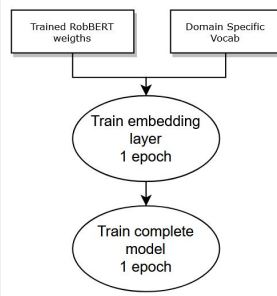 Trained RobBERT
weigths
Domain Specific
Vocab
Train embedding
layer
1 epoch
Train complete
model
1 epoch